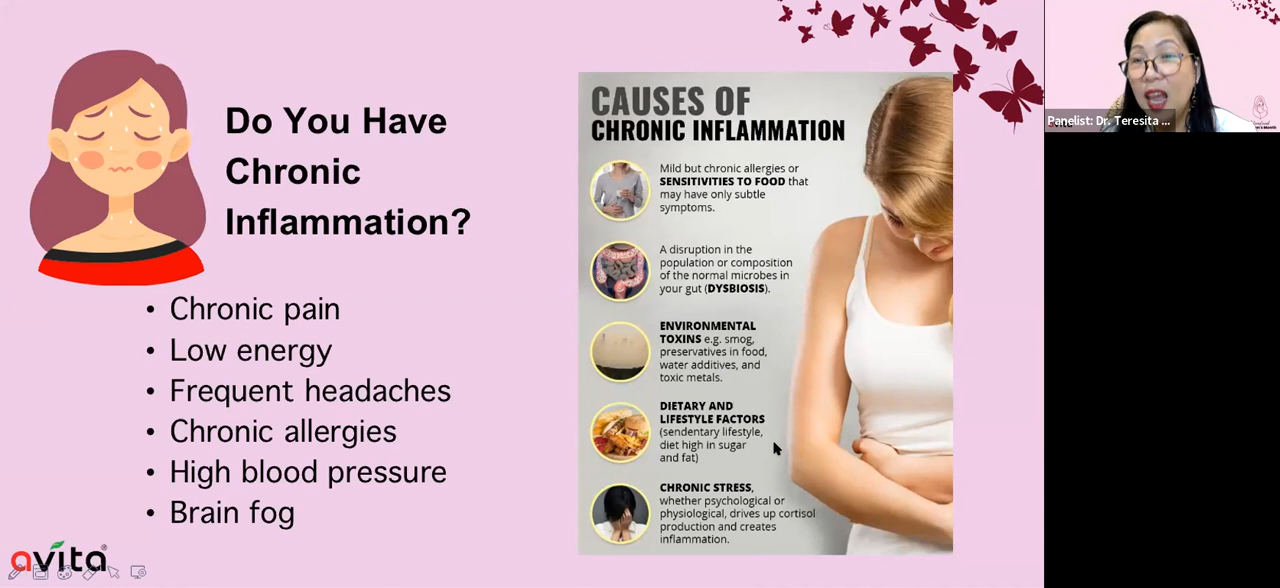 Do You Have
Chronic
Inflammation?
• Chronic pain
• Low energy
• Frequent headaches
• Chronic allergies
• High blood pressure
• Brain fog
avita®
CAUSES OF
CHRONIC INFLAMMATION
Mild but chronic allergies or
SENSITIVITIES TO FOOD that
may have only subtle
symptoms.
A disruption in the
population or composition
of the normal microbes in
your gut (DYSBIOSIS).
ENVIRONMENTAL
TOXINS e.g. smog,
preservatives in food,
water additives, and
toxic metals.
DIETARY AND
LIFESTYLE FACTORS
(sendentary lifestyle,
diet high in sugar
and fat)
CHRONIC STRESS,
whether psychological or
physiological, drives up cortisol
production and creates
inflammation.
Panelist: Dr. Teresita ...